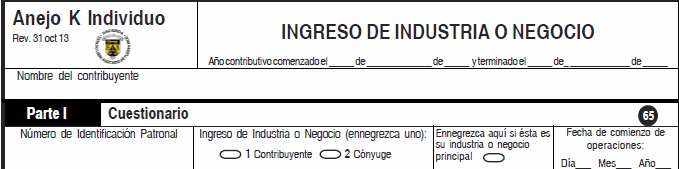 Anejo K Individuo
Rev. 31 oct 13
INGRESO DE INDUSTRIA O NEGOCIO
Año contributivo comenzado el _____ de ____________ de _____ y terminado el _____ de_ ____________ de _____
Nombre del contribuyente
Parte I Cuestionario 65
Número de Identificación Patronal
Ingreso de Industria o Negocio (ennegrezca uno):
1 Contribuyente 2 Cónyuge
Ennegrezca aquí si ésta es
su industria o negocio
principal
Fecha de comienzo de
operaciones:
Día___ Mes___ Año___